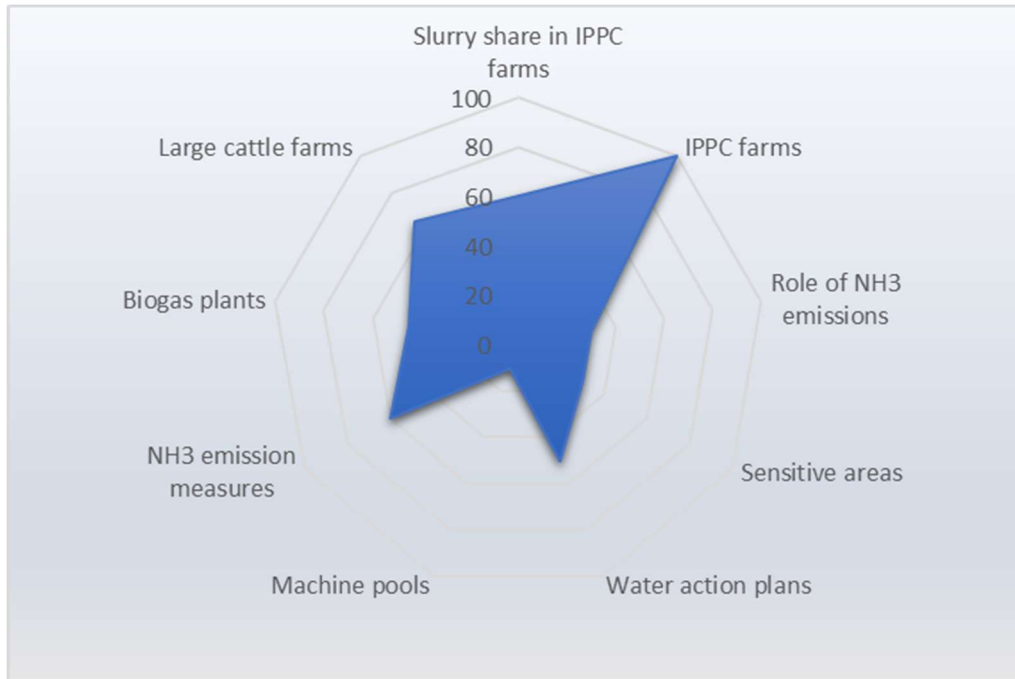 Slurry share in IPPC
farms
100
80
60
40
20
0
IPPC farms
Role of NH3
emissions
Sensitive areas
Water action plans
Machine pools
NH3 emission
measures
Biogas plants
Large cattle farms